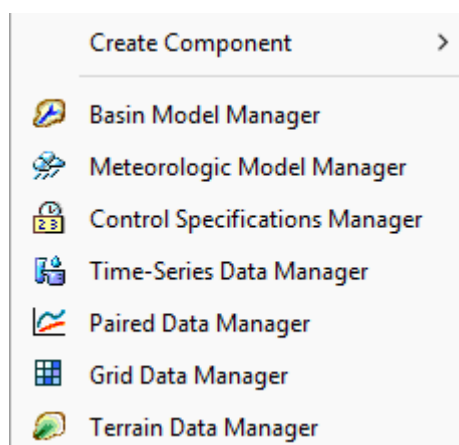 Create Component
Basin Model Manager
Meteorologic Model Manager
Control Specifications Manager
Time-Series Data Manager
Paired Data Manager
Grid Data Manager
Terrain Data Manager